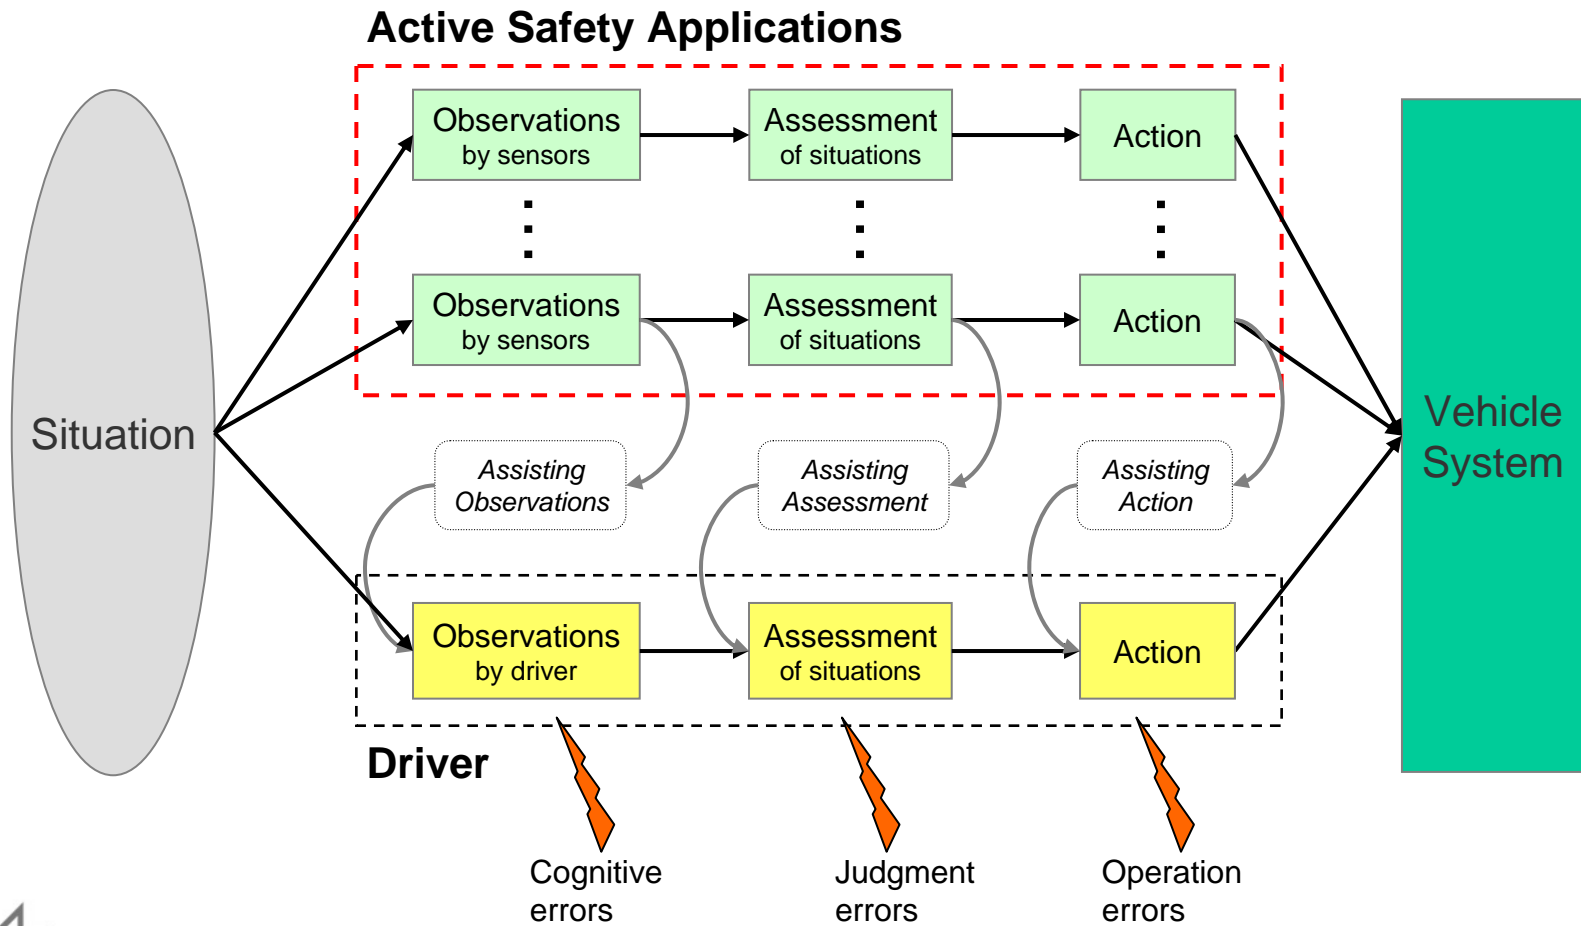 Active Safety Applications
Observations
by sensors
Assessment
of situations
Action
Observations
by sensors
Assessment
of situations
Action
Situation
Vehicle
System
Assisting
Observations
Assisting
Assessment
Assisting
Action
Observations
by driver
Assessment
of situations
Action
Driver
Cognitive
errors
Judgment
errors
Operation
errors